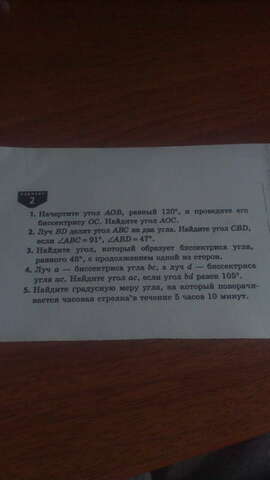 ВАРИАНТ
2
1. Начертите угол AOB, равный 120°, и проведите его
биссектрису OC. Найдите угол AOC.
2. Луч BD делит угол ABC на два угла. Найдите угол CBD,
если ∠ABC = 91°, ∠ABD = 47°.
3. Найдите угол, который образует биссектриса угла,
равного 48°, с продолжением одной из сторон.
4. Луч a — биссектриса угла bc, а луч d — биссектриса
угла ac. Найдите угол ac, если угол bd равен 105°.
5. Найдите градусную меру угла, на который поворачи-
вается часовая стрелка в течение 5 часов 10 минут.